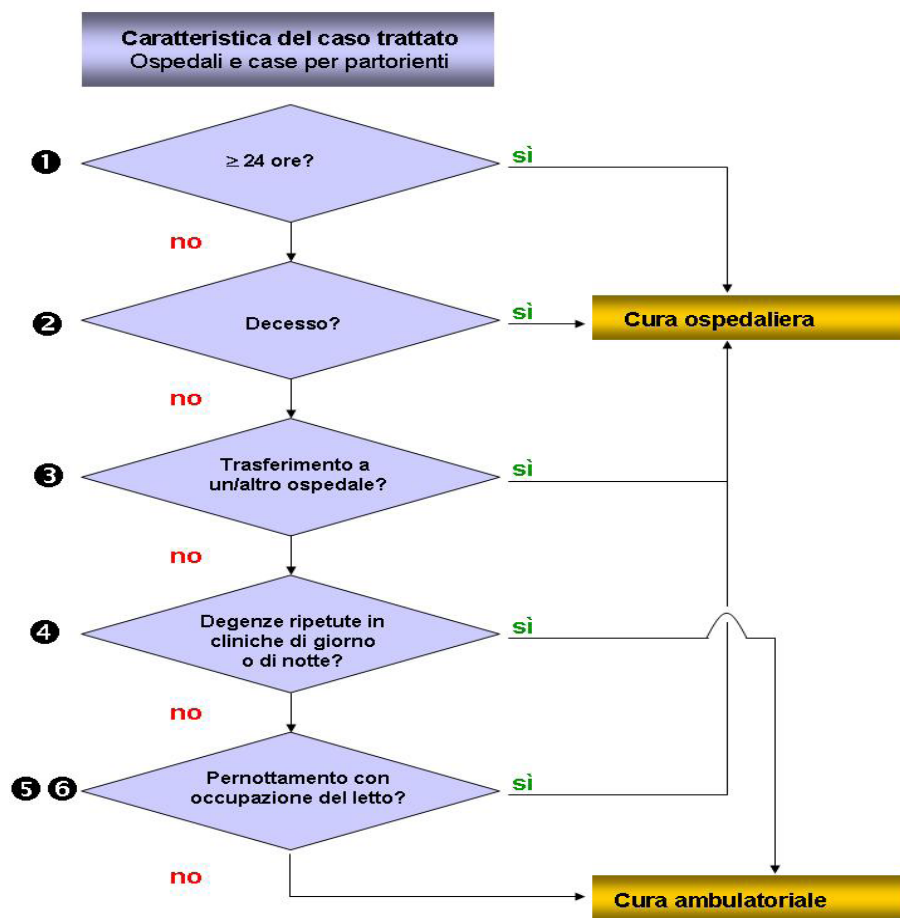 Caratteristica del caso trattato
Ospedali e case per partorienti
❶
≥ 24 ore?
sì
no
❷
Decesso?
sì
Cura ospedaliera
no
❸
Trasferimento a
un/altro ospedale?
sì
no
❹
Degenze ripetute in
cliniche di giorno
o di notte?
sì
no
❺ ❻
Pernottamento con
occupazione del letto?
sì
no
Cura ambulatoriale